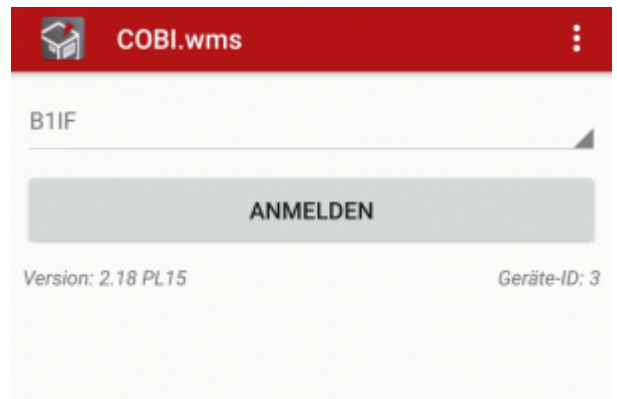 COBI.wms
B1IF
ANMELDEN
Version: 2.18 PL15 Geräte-ID: 3